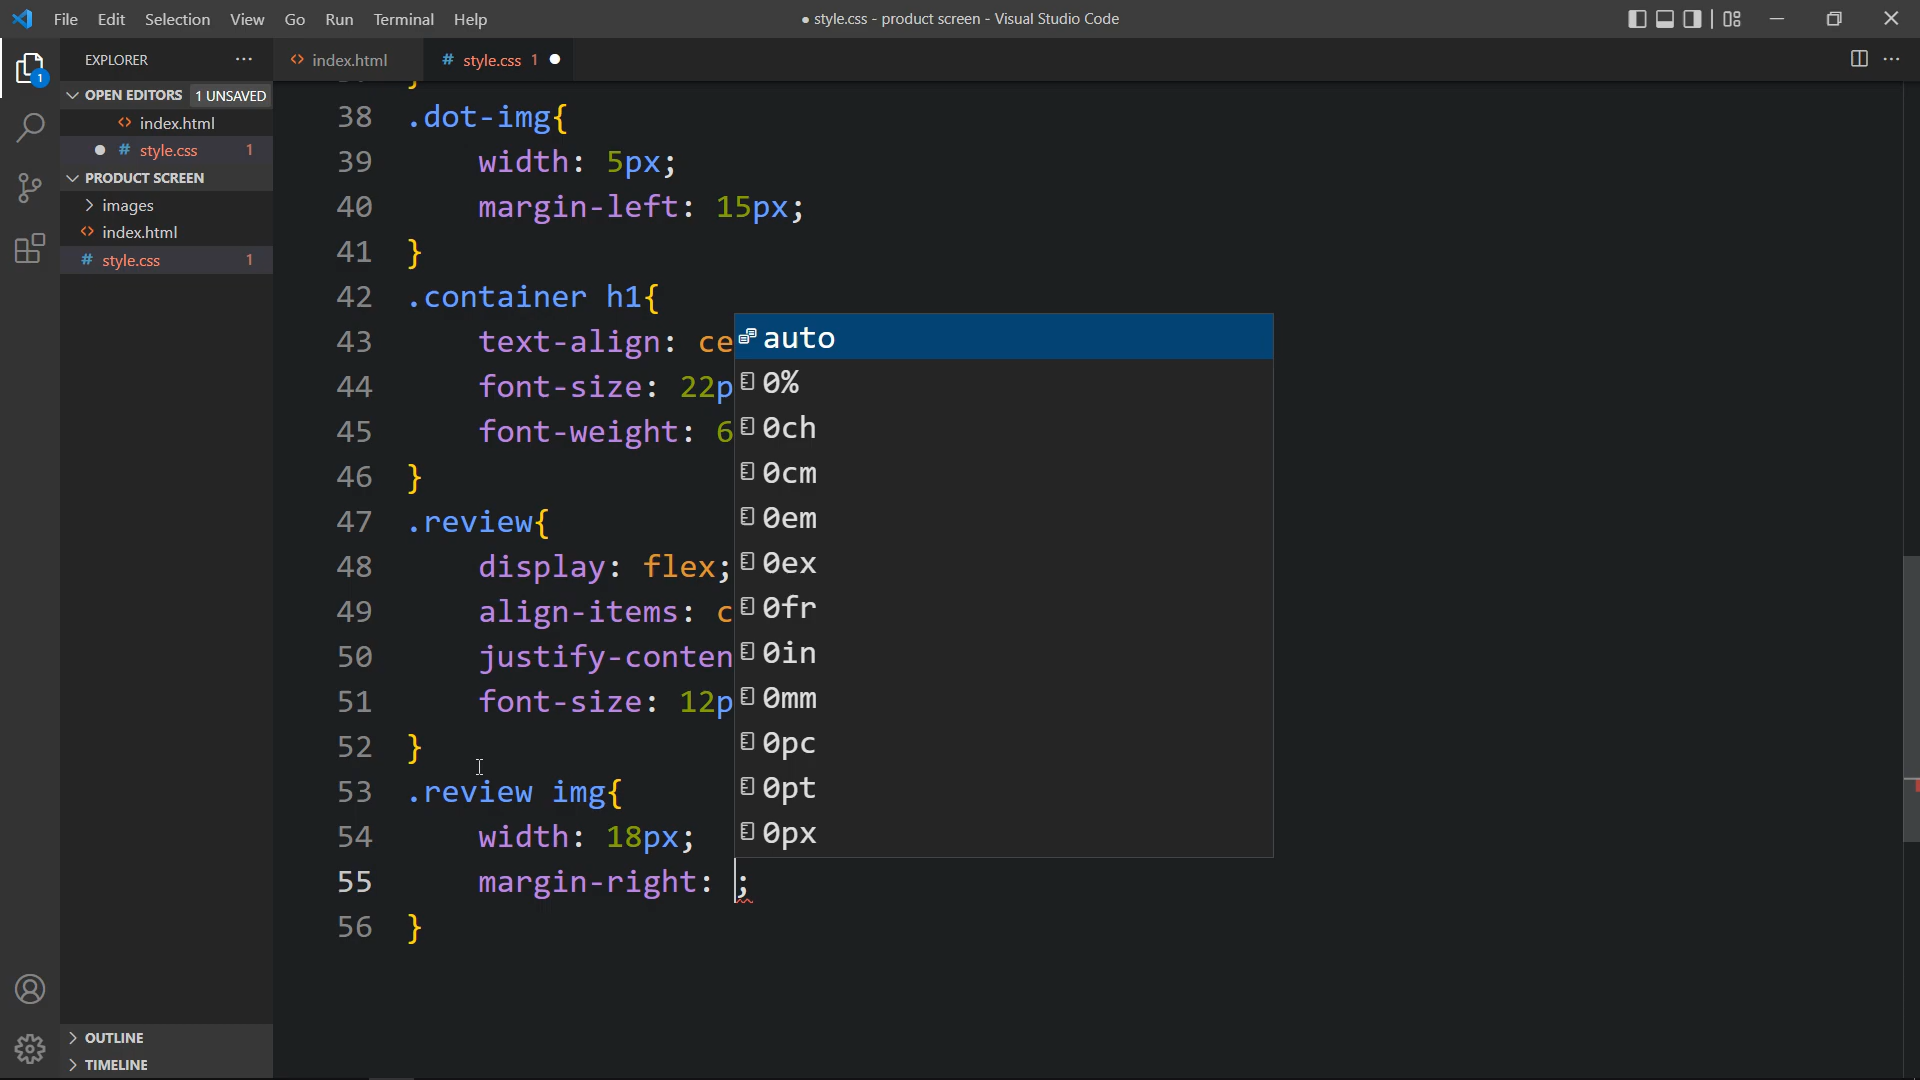 File Edit Selection View Go Run Terminal Help
● style.css - product screen - Visual Studio Code
EXPLORER ···
index.html
# style.css 1 ●
1
OPEN EDITORS 1 UNSAVED
index.html
● # style.css 1
PRODUCT SCREEN
images
index.html
# style.css 1
38 .dot-img{
39 width: 5px;
40 margin-left: 15px;
41 }
42 .container h1{
43 text-align: ce
44 font-size: 22p
45 font-weight: 6
46 }
47 .review{
48 display: flex;
49 align-items: c
50 justify-conten
51 font-size: 12p
52 }
53 .review img{
54 width: 18px;
55 margin-right: ;
56 }
auto
0%
0ch
0cm
0em
0ex
0fr
0in
0mm
0pc
0pt
0px
OUTLINE
TIMELINE